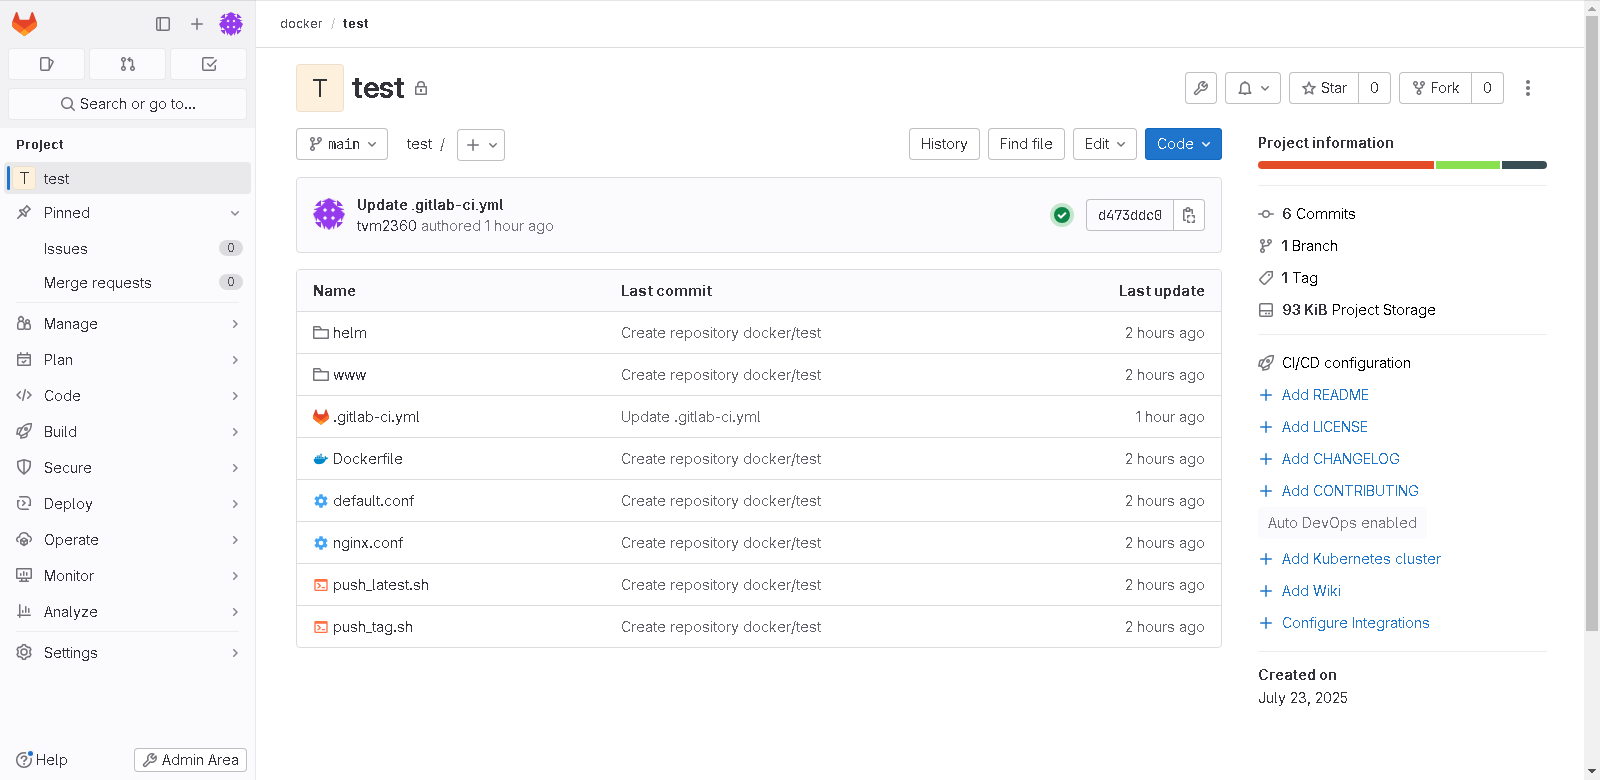 docker / test
Search or go to...
Project
T test
Pinned
Issues 0
Merge requests 0
Manage
Plan
Code
Build
Secure
Deploy
Operate
Monitor
Analyze
Settings
Help
Admin Area
T test
Star 0
Fork 0
main
test /
History
Find file
Edit
Code
Update .gitlab-ci.yml
tvm2360 authored 1 hour ago
d473ddc0
Name Last commit Last update
helm Create repository docker/test 2 hours ago
www Create repository docker/test 2 hours ago
.gitlab-ci.yml Update .gitlab-ci.yml 1 hour ago
Dockerfile Create repository docker/test 2 hours ago
default.conf Create repository docker/test 2 hours ago
nginx.conf Create repository docker/test 2 hours ago
push_latest.sh Create repository docker/test 2 hours ago
push_tag.sh Create repository docker/test 2 hours ago
Project information
6 Commits
1 Branch
1 Tag
93 KiB Project Storage
CI/CD configuration
Add README
Add LICENSE
Add CHANGELOG
Add CONTRIBUTING
Auto DevOps enabled
Add Kubernetes cluster
Add Wiki
Configure Integrations
Created on
July 23, 2025